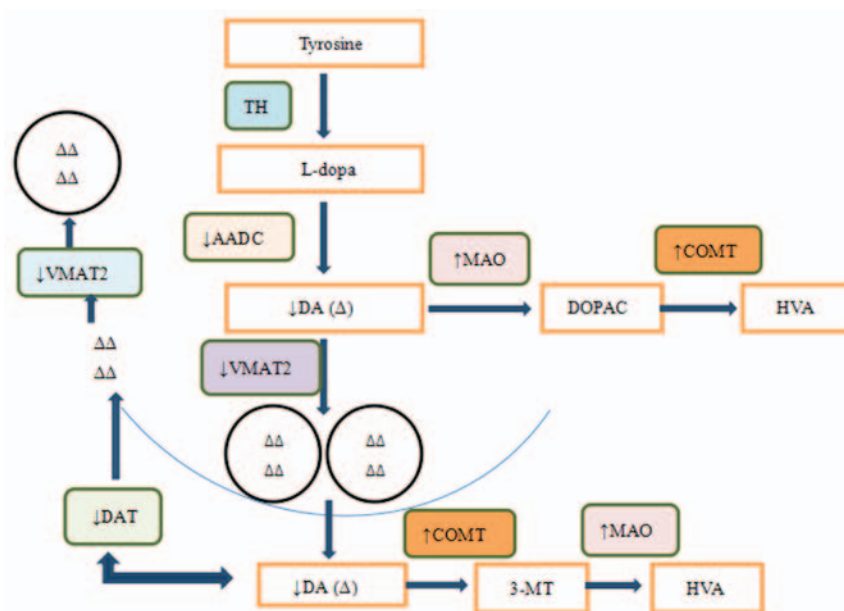 Tyrosine
TH
ΔΔ
ΔΔ
L-dopa
↓AADC
↑MAO
↑COMT
↓VMAT2
↓DA (Δ)
DOPAC
HVA
ΔΔ
ΔΔ
↓VMAT2
ΔΔ
ΔΔ
ΔΔ
ΔΔ
↓DAT
↑COMT
↑MAO
↓DA (Δ)
3-MT
HVA